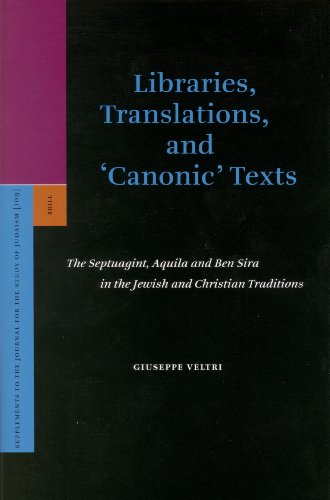 Libraries,
Translations,
and
‘Canonic’ Texts
The Septuagint, Aquila and Ben Sira
in the Jewish and Christian Traditions
GIUSEPPE VELTRI
BRILL
SUPPLEMENTS TO THE JOURNAL FOR THE STUDY OF JUDAISM [109]